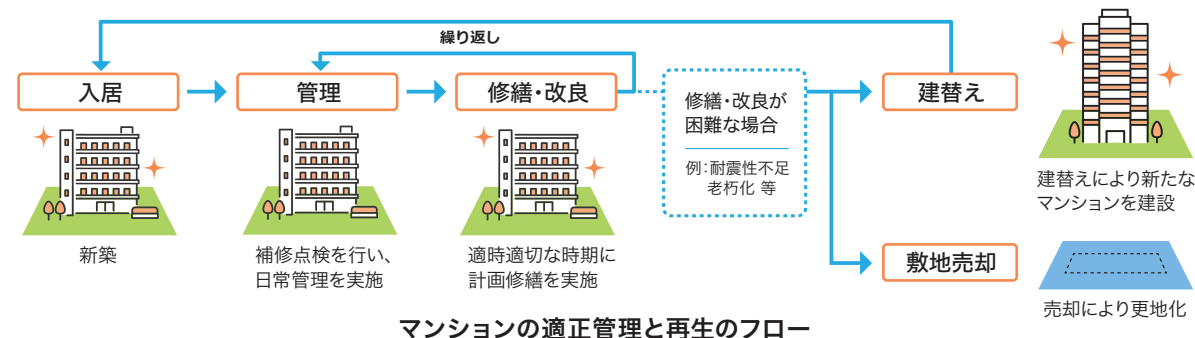 繰り返し
入居
管理
修繕・改良
修繕・改良が
困難な場合
例：耐震性不足
老朽化 等
建替え
敷地売却
新築
補修点検を行い、
日常管理を実施
適時適切な時期に
計画修繕を実施
建替えにより新たな
マンションを建設
売却により更地化
マンションの適正管理と再生のフロー